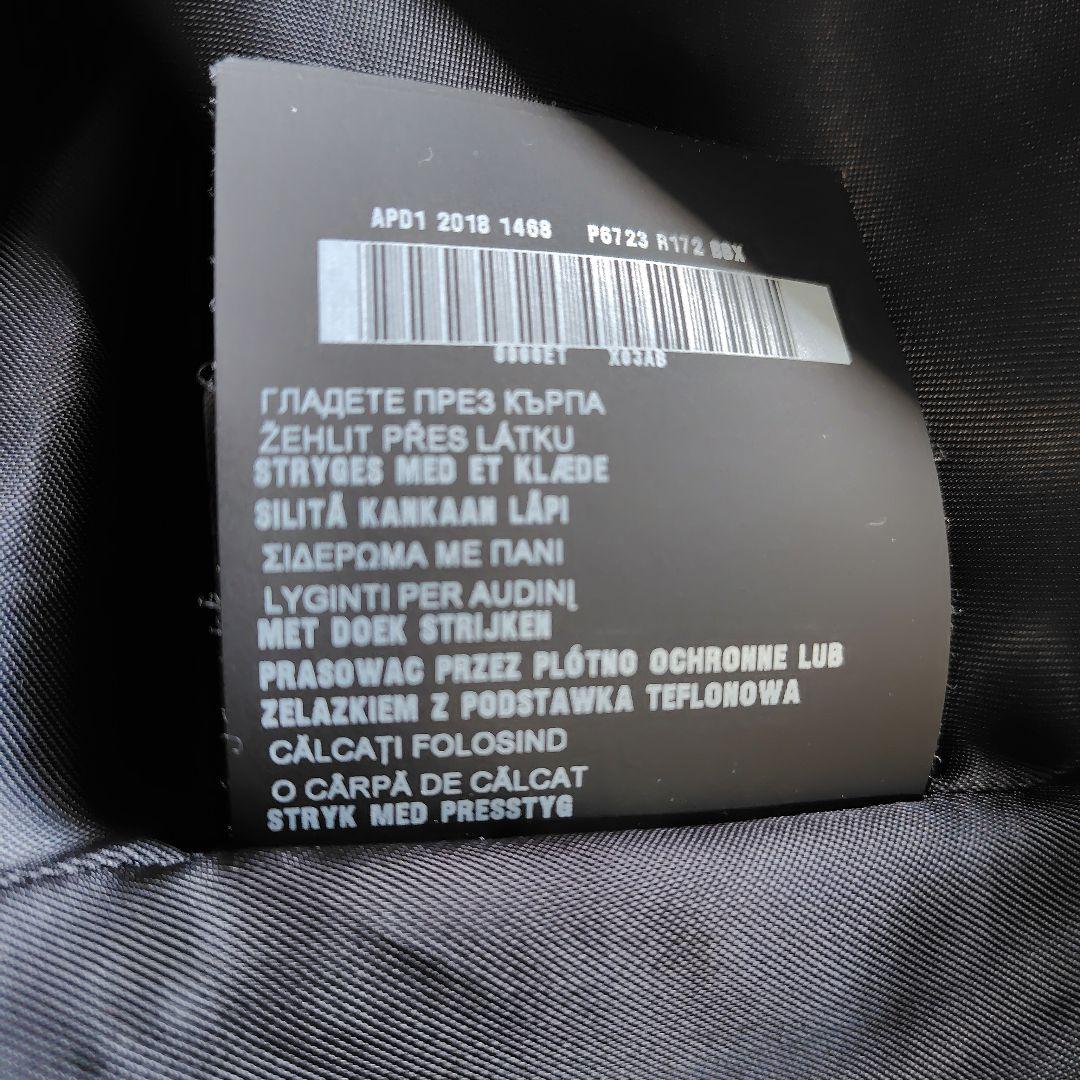 APD1 2018 1468 P6723 R172
X03AB
ГЛАДЕТЕ ПРЕЗ КЪРПА
ŽEHLIT PŘES LÁTKU
STRYGES MED ET KLÆDE
SILITÄ KANKAAN LÄPI
ΣΙΔΕΡΩΜΑ ΜΕ ΠΑΝΙ
LYGINTI PER AUDINĮ
MET DOEK STRIJKEN
PRASOWAC PRZEZ PLÓTNO OCHRONNE LUB
ZELAZKIEM Z PODSTAWKA TEFLONOWA
CĂLCAȚI FOLOSIND
O CÂRPĂ DE CĂLCAT
STRYK MED PRESSTYG